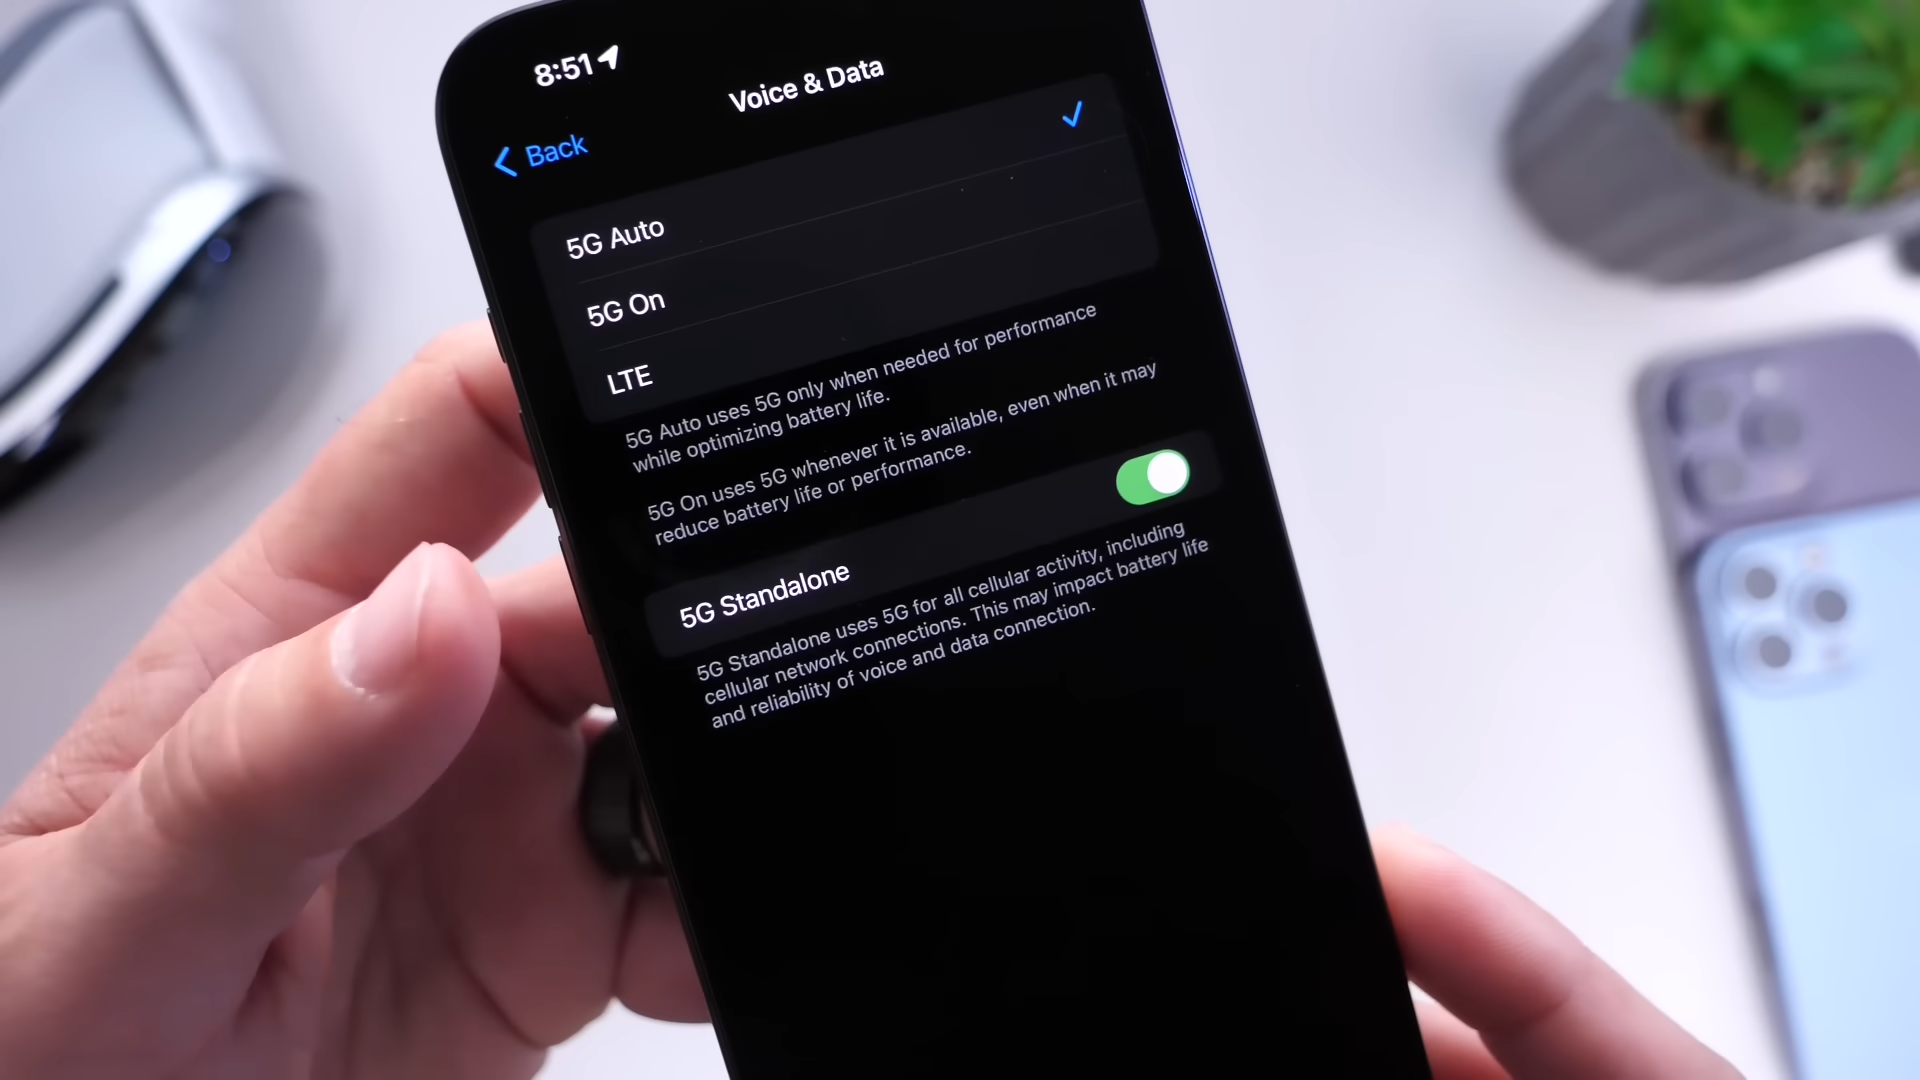 8:51
Voice & Data
Back
5G Auto
5G On
LTE
5G Auto uses 5G only when needed for performance
while optimizing battery life.
5G On uses 5G whenever it is available, even when it may
reduce battery life or performance.
5G Standalone
5G Standalone uses 5G for all cellular activity, including
cellular network connections. This may impact battery life
and reliability of voice and data connection.